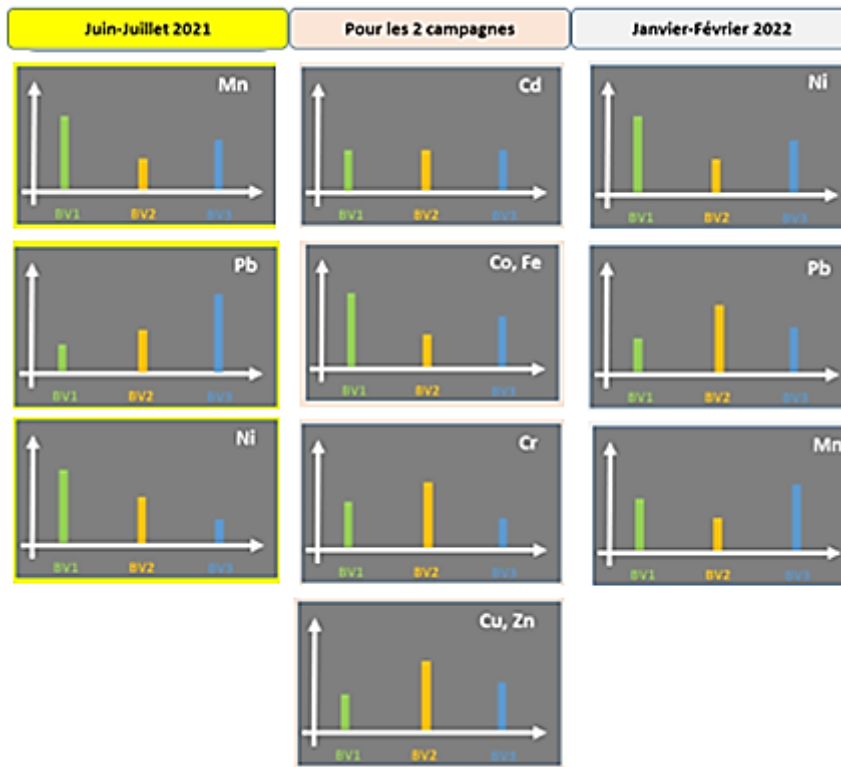 Juin-Juillet 2021
Pour les 2 campagnes
Janvier-Février 2022
Mn
BV1 BV2 BV3
Cd
BV1 BV2 BV3
Ni
BV1 BV2 BV3
Pb
BV1 BV2 BV3
Co, Fe
BV1 BV2 BV3
Pb
BV1 BV2 BV3
Ni
BV1 BV2 BV3
Cr
BV1 BV2 BV3
Mn
BV1 BV2 BV3
Cu, Zn
BV1 BV2 BV3